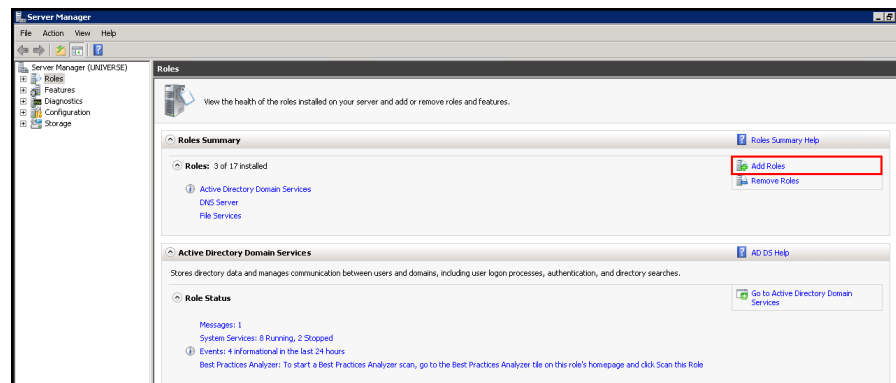 Server Manager
File Action View Help
Server Manager (UNIVERSE)
Roles
Features
Diagnostics
Configuration
Storage
Roles
View the health of the roles installed on your server and add or remove roles and features.
Roles Summary
Roles Summary Help
Roles: 3 of 17 installed
Add Roles
Remove Roles
Active Directory Domain Services
DNS Server
File Services
Active Directory Domain Services
AD DS Help
Stores directory data and manages communication between users and domains, including user logon processes, authentication, and directory searches.
Role Status
Go to Active Directory Domain
Services
Messages: 1
System Services: 8 Running, 2 Stopped
Events: 4 informational in the last 24 hours
Best Practices Analyzer: To start a Best Practices Analyzer scan, go to the Best Practices Analyzer tile on this role's homepage and click Scan this Role